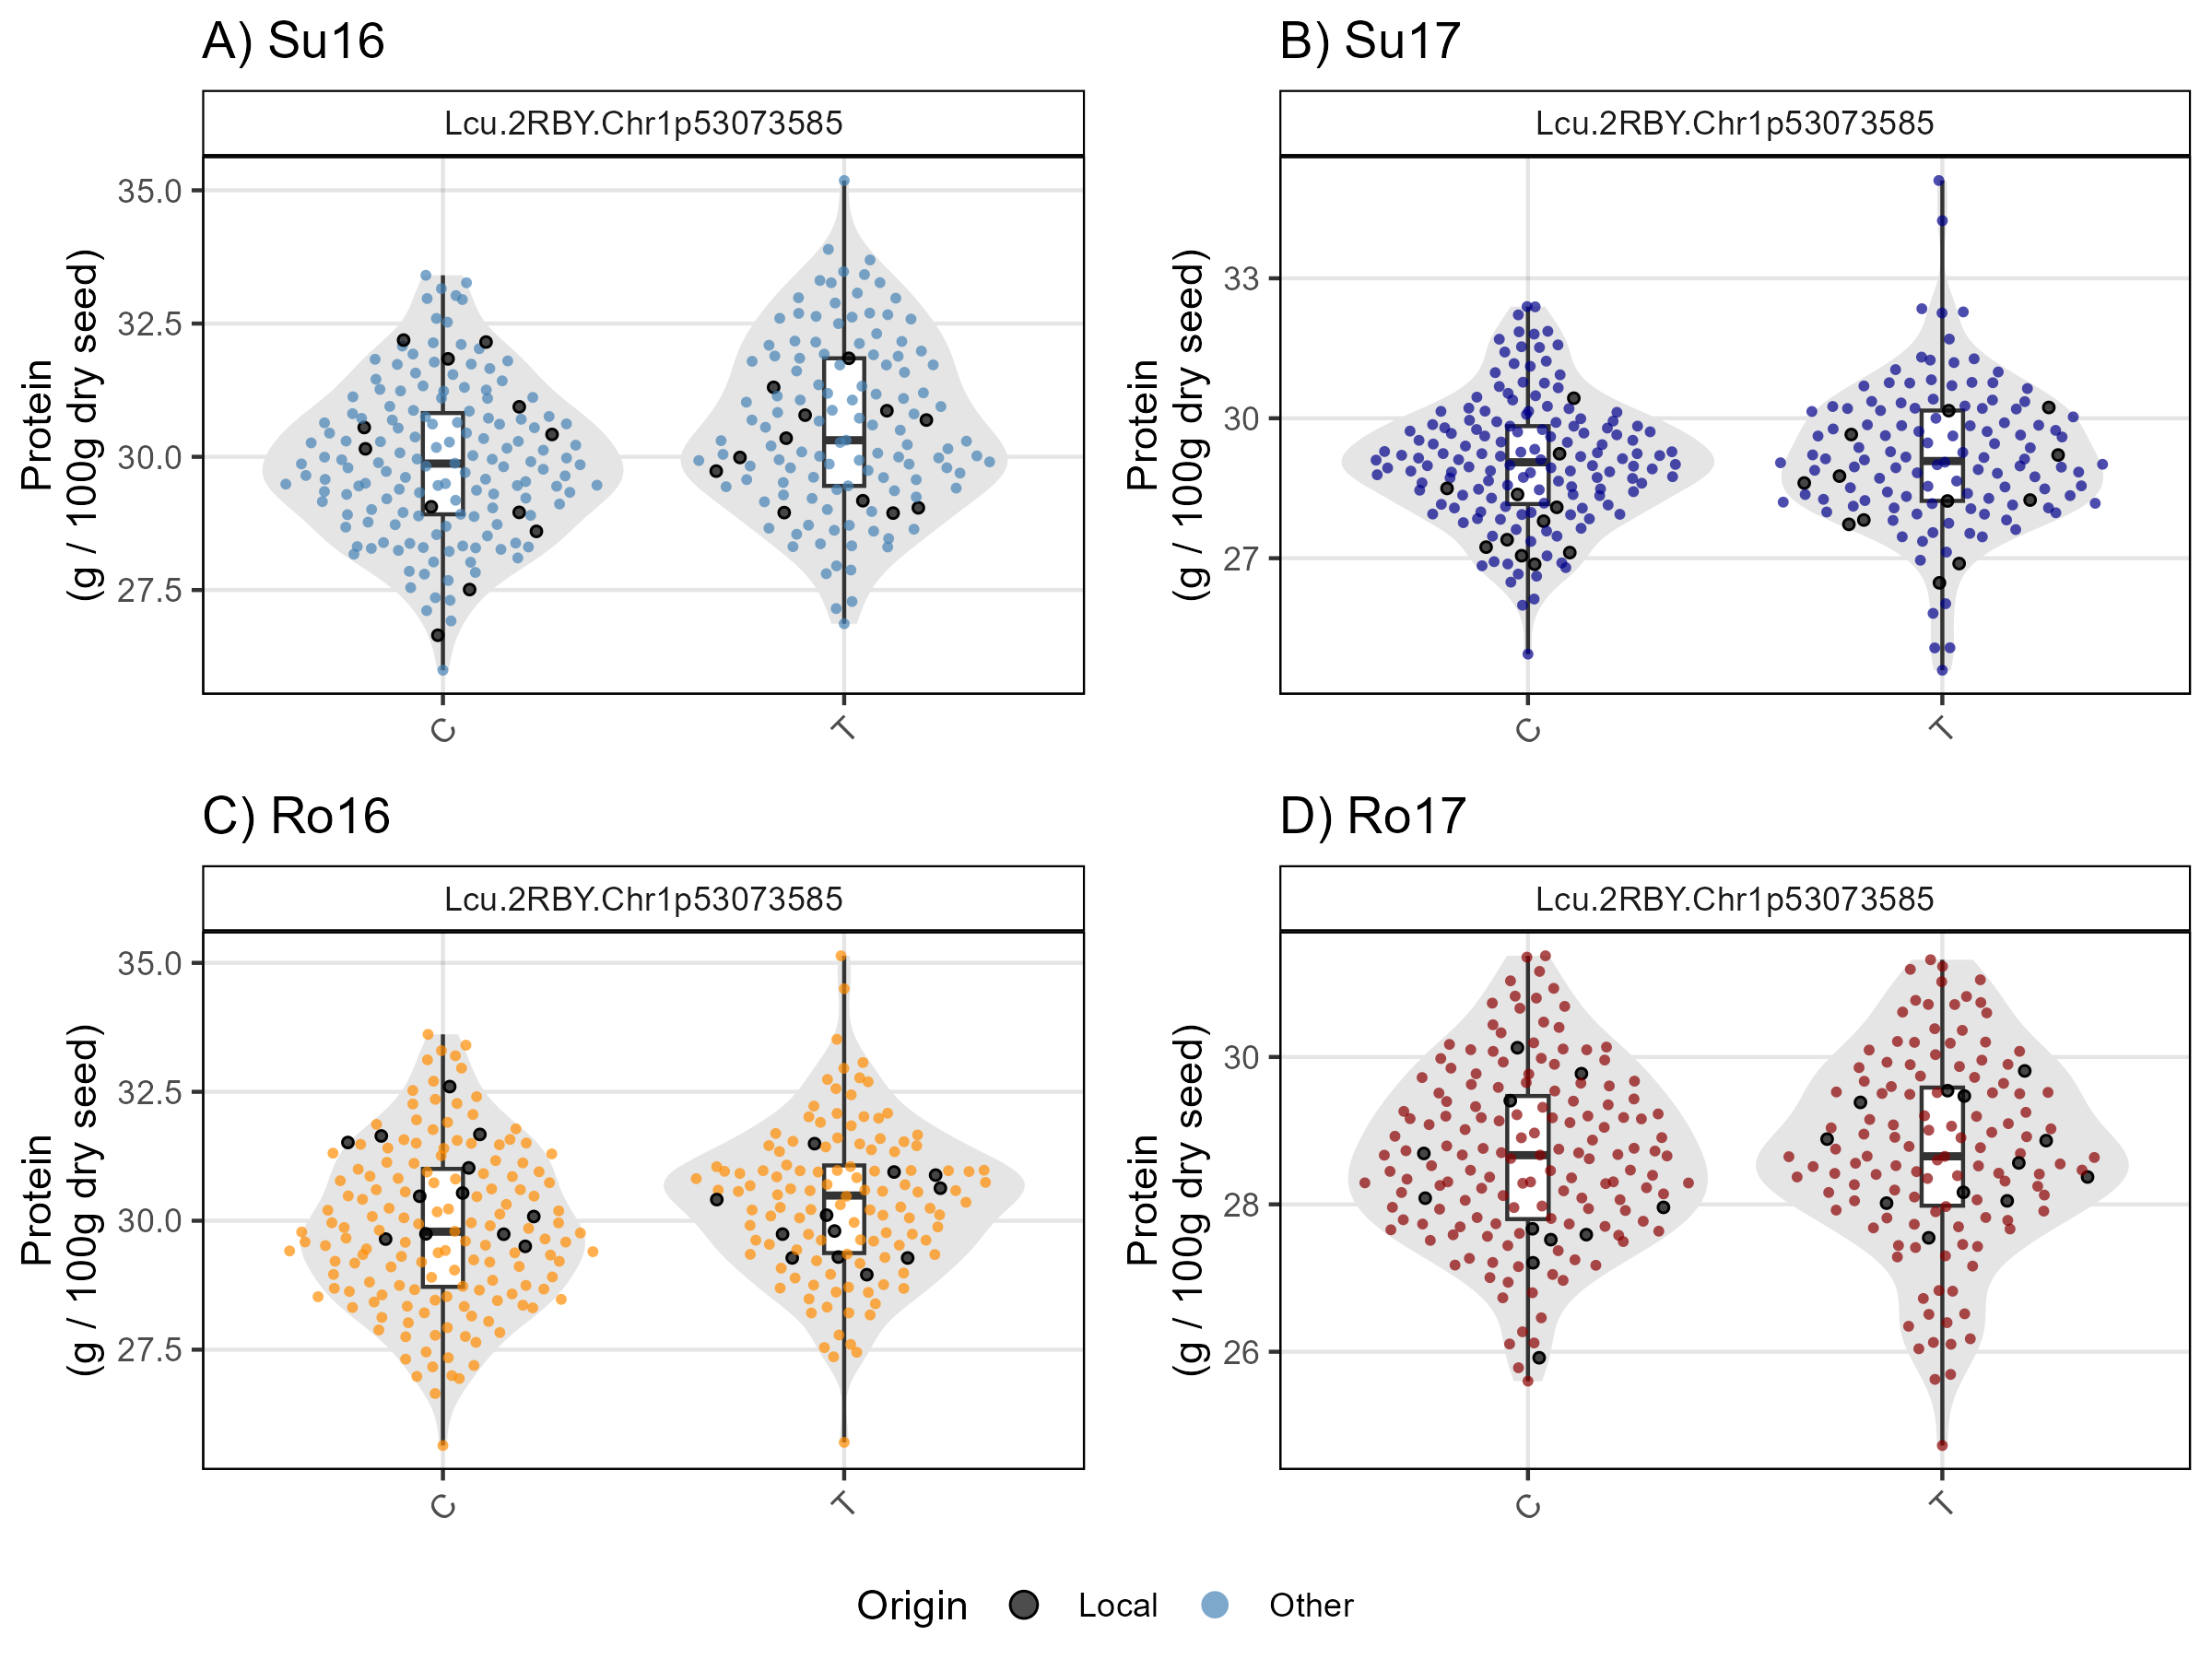 A) Su16
Lcu.2RBY.Chr1p53073585
Protein
(g / 100g dry seed)
35.0
32.5
30.0
27.5
C
T
B) Su17
Lcu.2RBY.Chr1p53073585
Protein
(g / 100g dry seed)
33
30
27
C
T
C) Ro16
Lcu.2RBY.Chr1p53073585
Protein
(g / 100g dry seed)
35.0
32.5
30.0
27.5
C
T
D) Ro17
Lcu.2RBY.Chr1p53073585
Protein
(g / 100g dry seed)
30
28
26
C
T
Origin
Local
Other